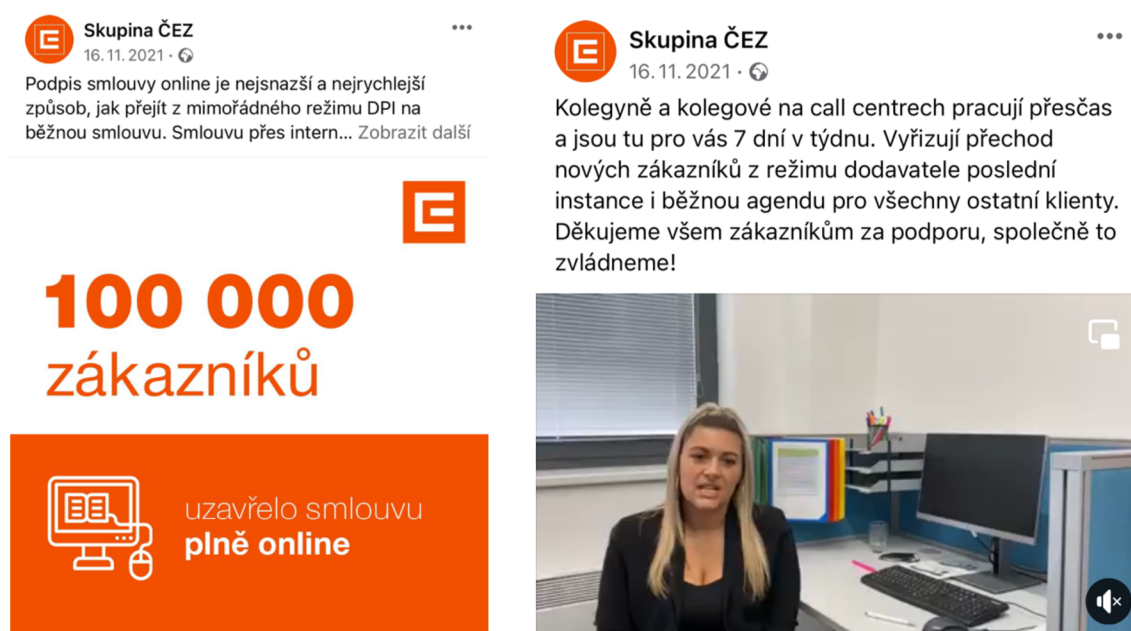 Skupina ČEZ
16. 11. 2021 ·
Podpis smlouvy online je nejsnazší a nejrychlejší
způsob, jak přejít z mimořádného režimu DPI na
běžnou smlouvu. Smlouvu přes intern... Zobrazit další
100 000
zákazníků
uzavřelo smlouvu
plně online
Skupina ČEZ
16. 11. 2021 ·
Kolegyně a kolegové na call centrech pracují přesčas
a jsou tu pro vás 7 dní v týdnu. Vyřizují přechod
nových zákazníků z režimu dodavatele poslední
instance i běžnou agendu pro všechny ostatní klienty.
Děkujeme všem zákazníkům za podporu, společně to
zvládneme!